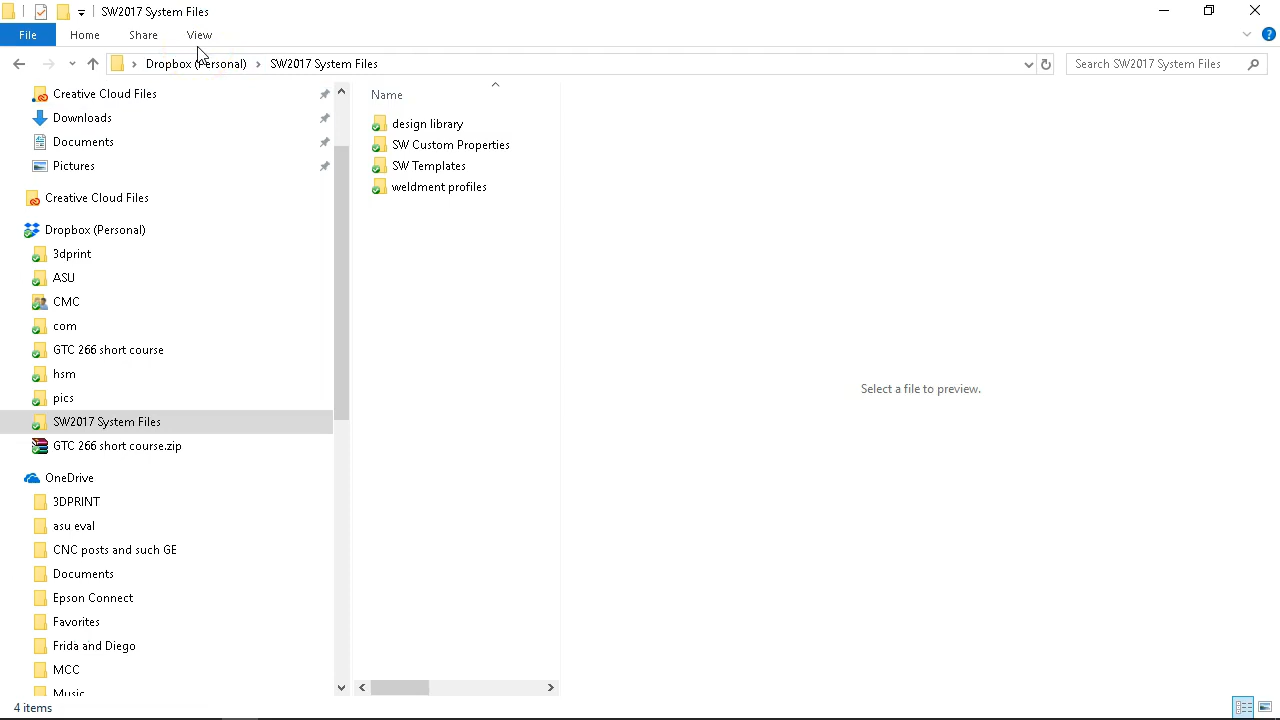 SW2017 System Files
File Home Share View
Dropbox (Personal) SW2017 System Files Search SW2017 System Files
Creative Cloud Files
Downloads
Documents
Pictures
Creative Cloud Files
Dropbox (Personal)
3dprint
ASU
CMC
com
GTC 266 short course
hsm
pics
SW2017 System Files
GTC 266 short course.zip
OneDrive
3DPRINT
asu eval
CNC posts and such GE
Documents
Epson Connect
Favorites
Frida and Diego
MCC
Music
Name
design library
SW Custom Properties
SW Templates
weldment profiles
Select a file to preview.
4 items